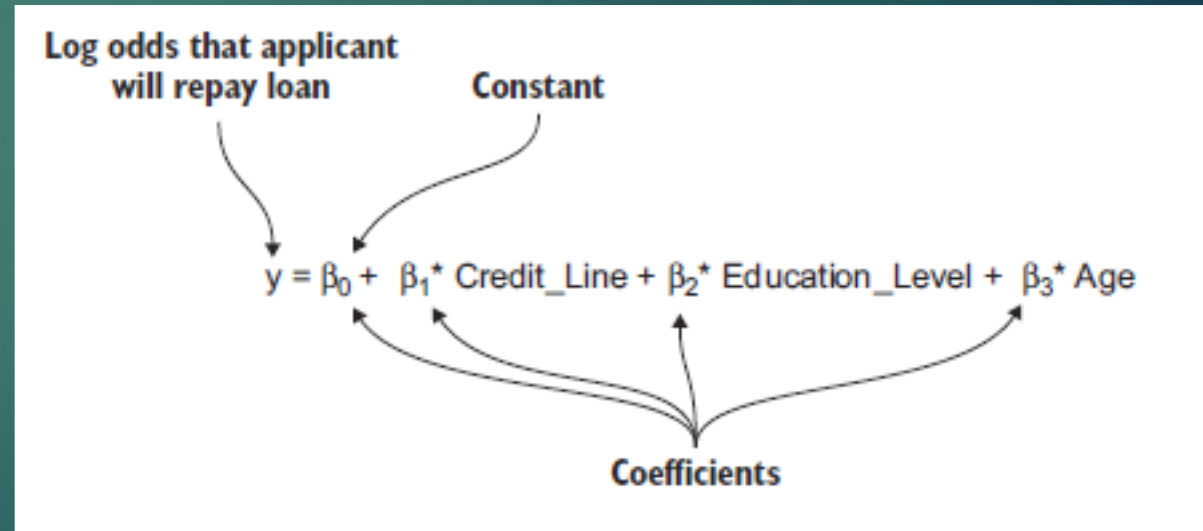 Log odds that applicant
will repay loan
Constant
y = β₀ + β₁* Credit_Line + β₂* Education_Level + β₃* Age
Coefficients